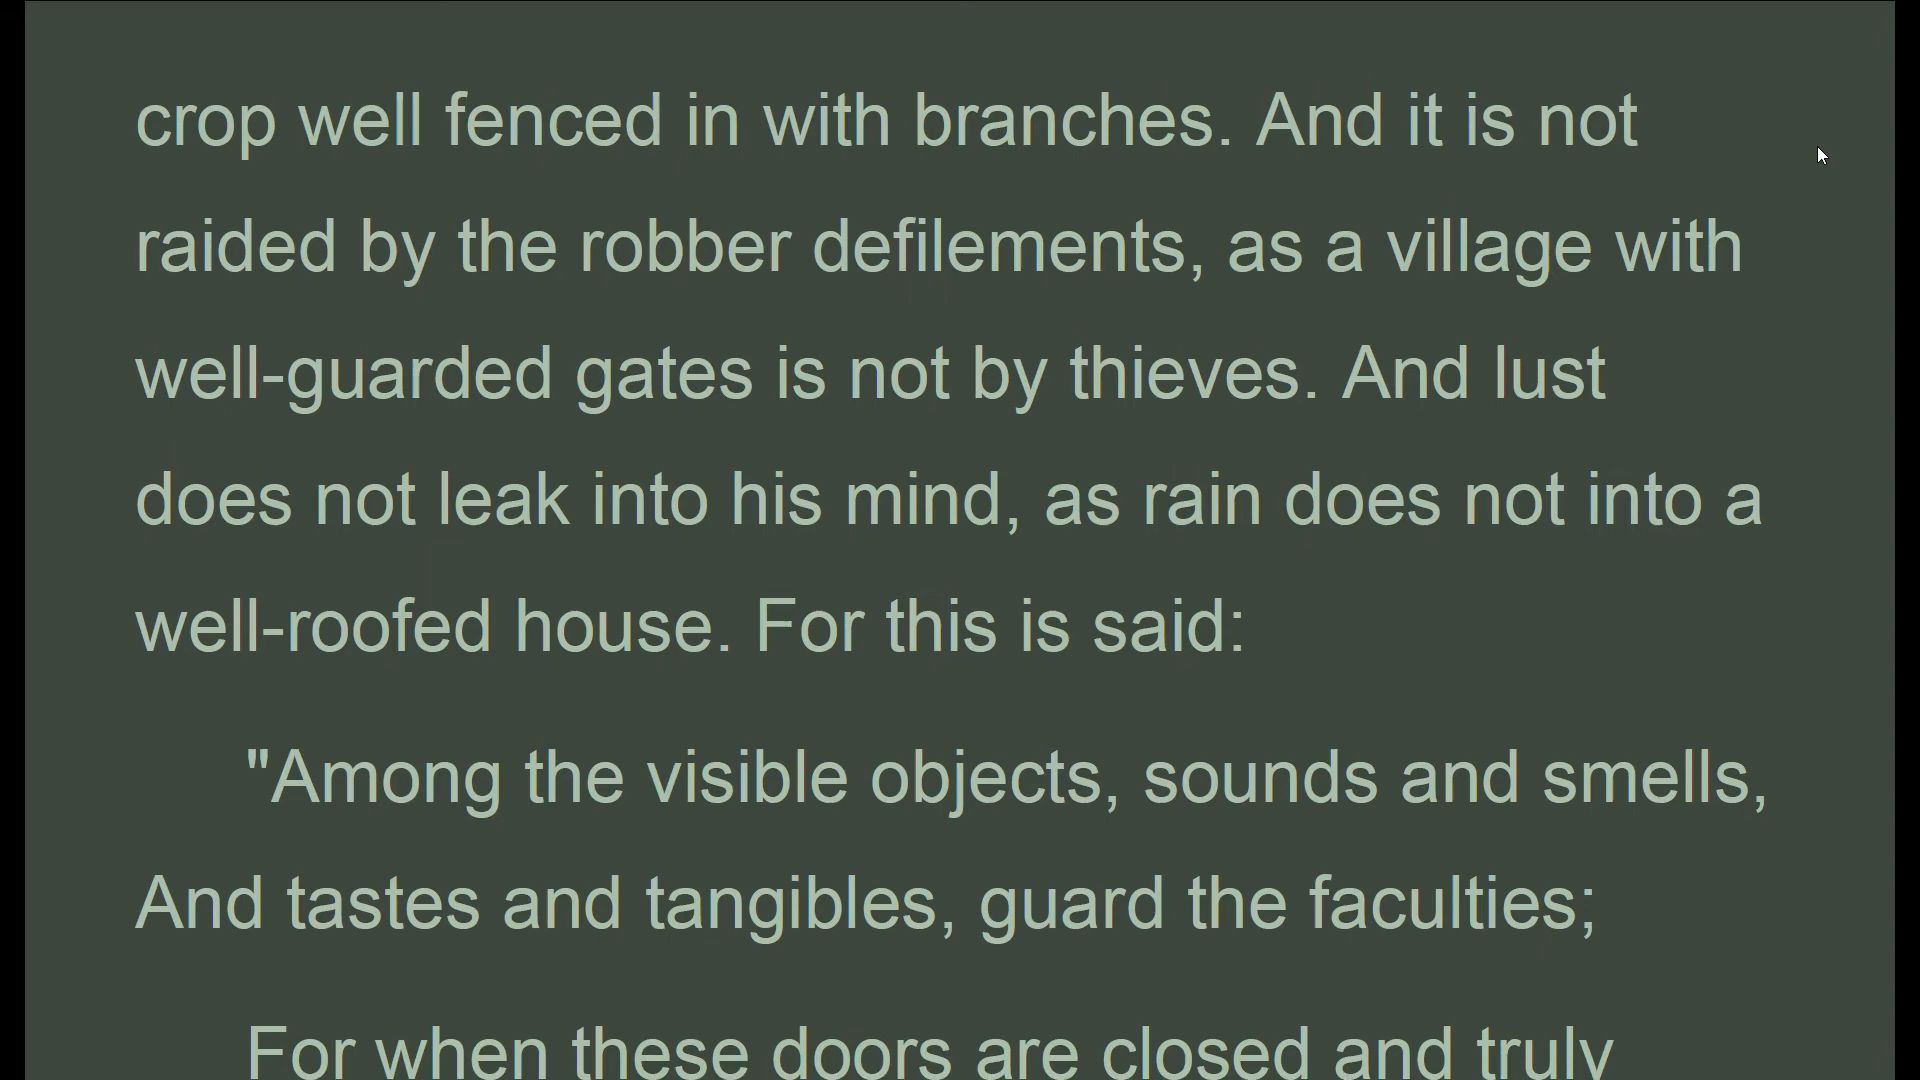 crop well fenced in with branches. And it is not
raided by the robber defilements, as a village with
well-guarded gates is not by thieves. And lust
does not leak into his mind, as rain does not into a
well-roofed house. For this is said:
"Among the visible objects, sounds and smells,
And tastes and tangibles, guard the faculties;
For when these doors are closed and truly